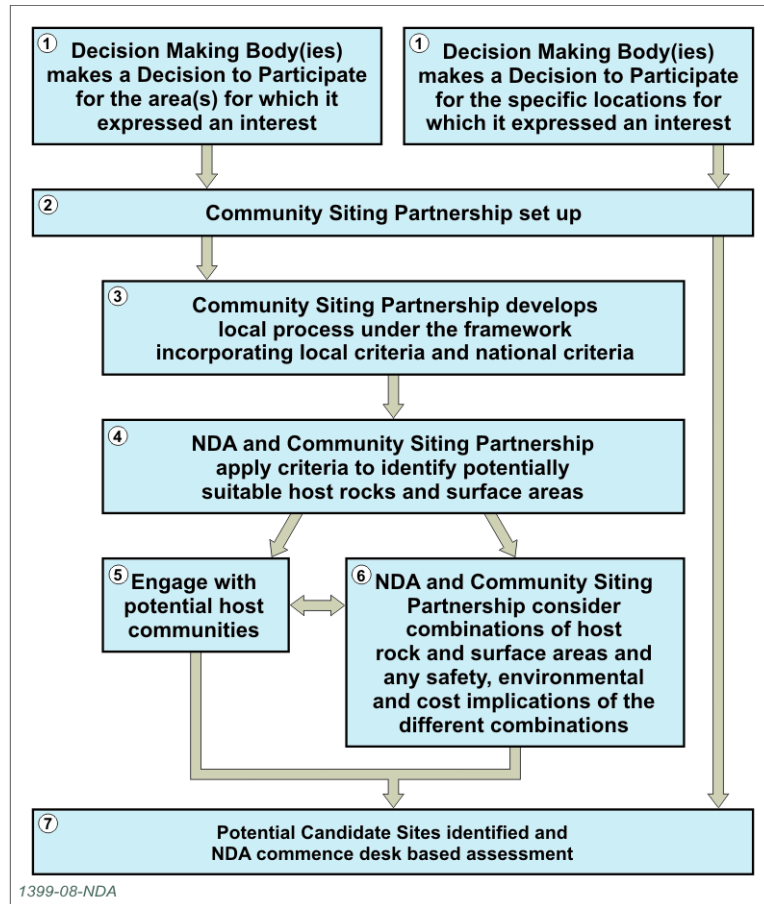 1
Decision Making Body(ies)
makes a Decision to Participate
for the area(s) for which it
expressed an interest
1
Decision Making Body(ies)
makes a Decision to Participate
for the specific locations for
which it expressed an interest
2
Community Siting Partnership set up
3
Community Siting Partnership develops
local process under the framework
incorporating local criteria and national criteria
4
NDA and Community Siting Partnership
apply criteria to identify potentially
suitable host rocks and surface areas
5
Engage with
potential host
communities
6
NDA and Community Siting
Partnership consider
combinations of host
rock and surface areas and
any safety, environmental
and cost implications of the
different combinations
7
Potential Candidate Sites identified and
NDA commence desk based assessment
1399-08-NDA